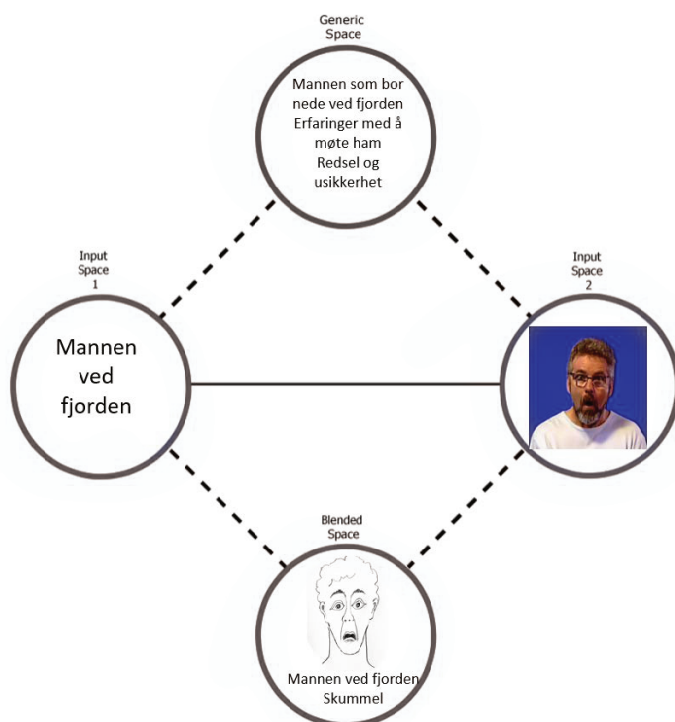 Generic
Space
Mannen som bor
nede ved fjorden
Erfaringer med å
møte ham
Redsel og
usikkerhet
Input
Space
1
Mannen
ved
fjorden
Input
Space
2
Blended
Space
Mannen ved fjorden
Skummel